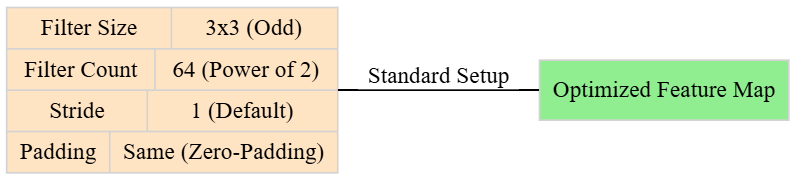 Filter Size 3x3 (Odd)
Filter Count 64 (Power of 2)
Stride 1 (Default)
Padding Same (Zero-Padding)
Standard Setup
Optimized Feature Map